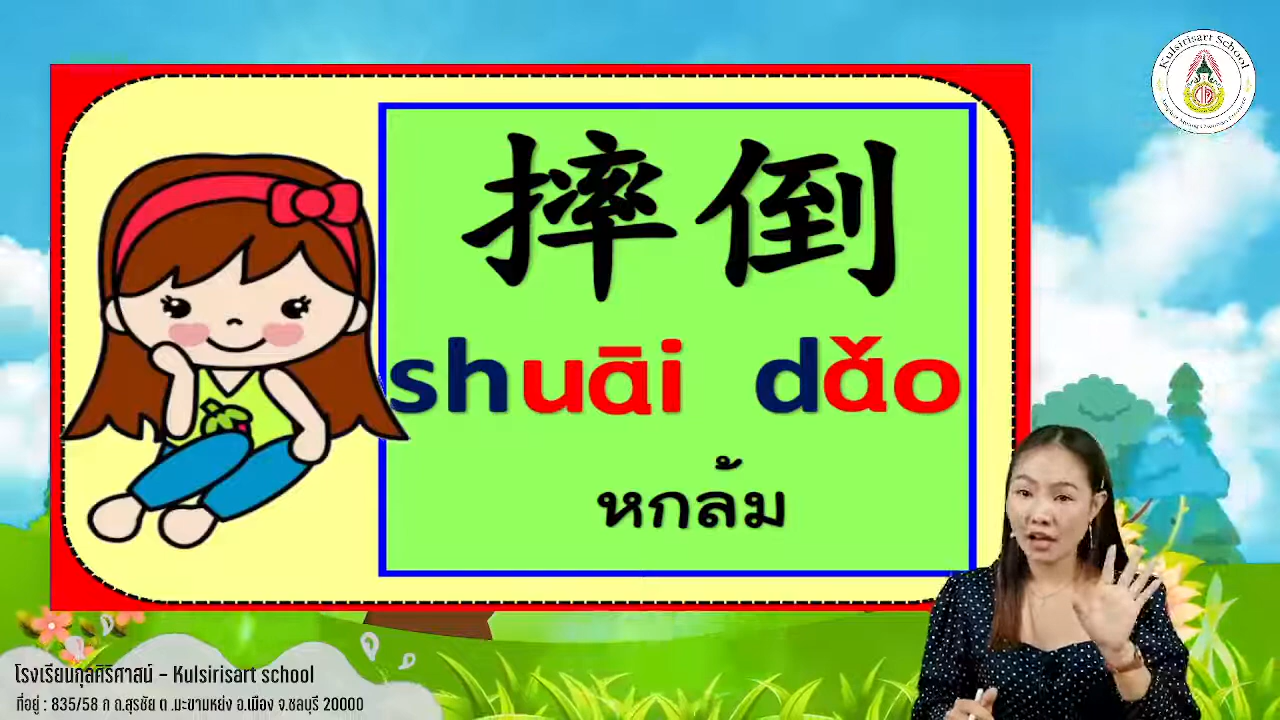 Kulsirisart School
摔倒
shuāi dǎo
หกล้ม
โรงเรียนกุลศิริศาสน์ - Kulsirisart school
ที่อยู่ : 835/58 ก ถ.สุรชัย ต .มะขามหย่ง อ.เมือง จ.ชลบุรี 20000